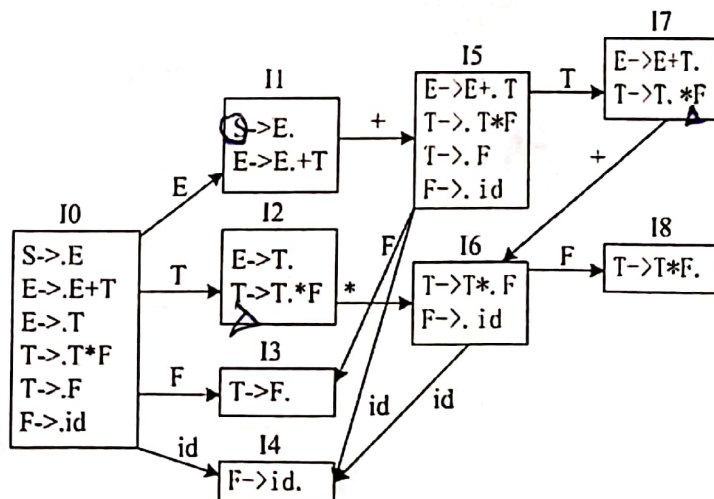 I0
S->.E
E->.E+T
E->.T
T->.T*F
T->.F
F->.id
E
T
F
id
I1
S->E.
E->E.+T
+
I2
E->T.
T->T.*F
*
I3
T->F.
I4
F->id.
I5
E->E+.T
T->.T*F
T->.F
F->.id
T
F
id
I6
T->T*.F
F->.id
F
id
I7
E->E+T.
T->T.*F
+
I8
T->T*F.